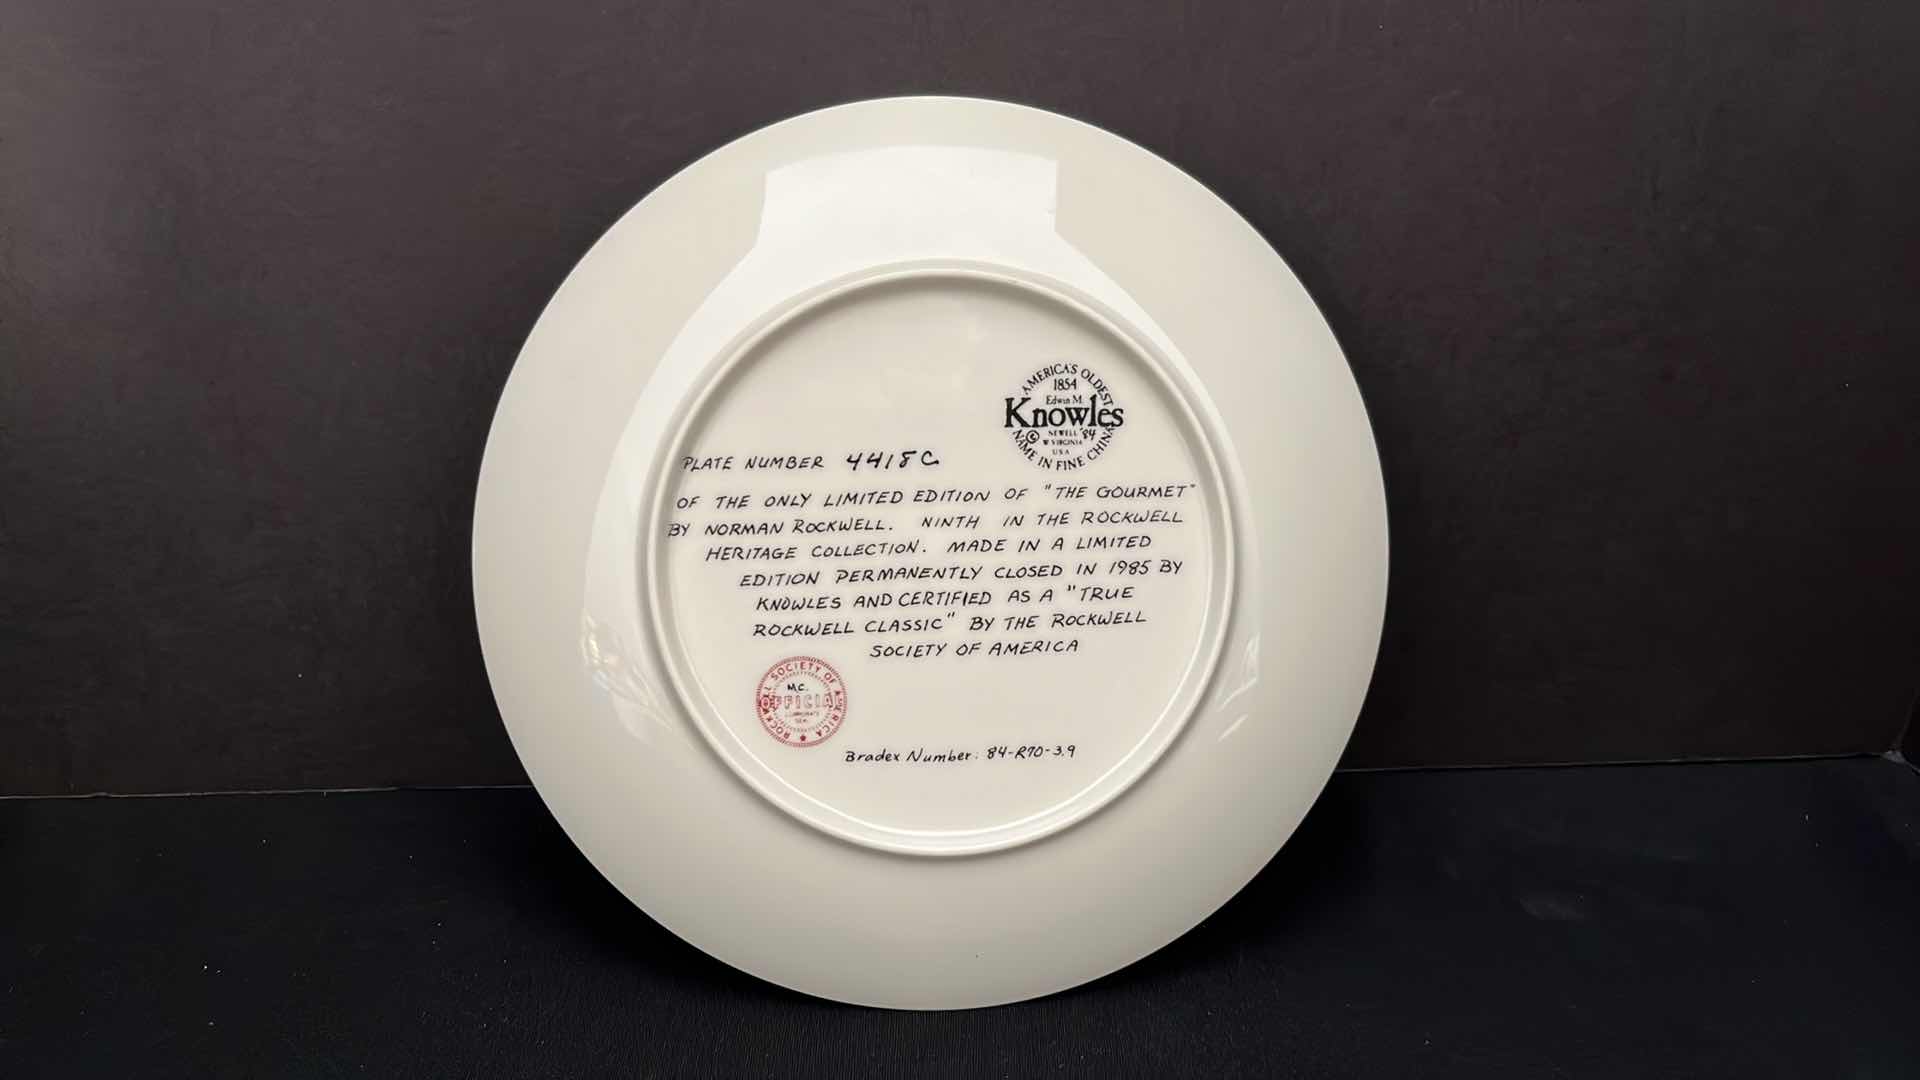 AMERICA'S OLDEST
1854
Edwin M.
Knowles
© NEWELL '84
W VIRGINIA
USA
NAME IN FINE CHINA
PLATE NUMBER 4418C
OF THE ONLY LIMITED EDITION OF "THE GOURMET"
BY NORMAN ROCKWELL. NINTH IN THE ROCKWELL
HERITAGE COLLECTION. MADE IN A LIMITED
EDITION PERMANENTLY CLOSED IN 1985 BY
KNOWLES AND CERTIFIED AS A "TRUE
ROCKWELL CLASSIC" BY THE ROCKWELL
SOCIETY OF AMERICA
ROCKWELL SOCIETY OF AMERICA
M.C.
OFFICIAL
CORPORATE
SEAL
Bradex Number: 84-R70-3.9